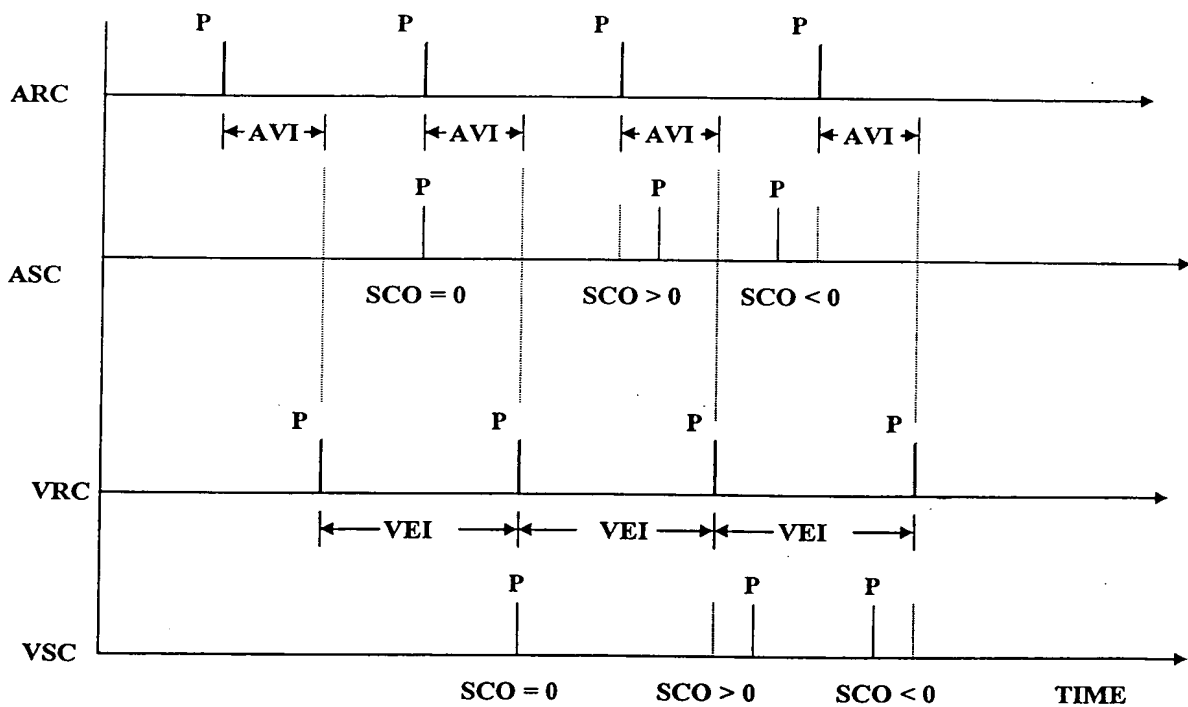 P P P P
ARC
AVI AVI AVI AVI
P P P
ASC
SCO = 0 SCO > 0 SCO < 0
P P P P
VRC
VEI VEI VEI
P P P
VSC
SCO = 0 SCO > 0 SCO < 0 TIME